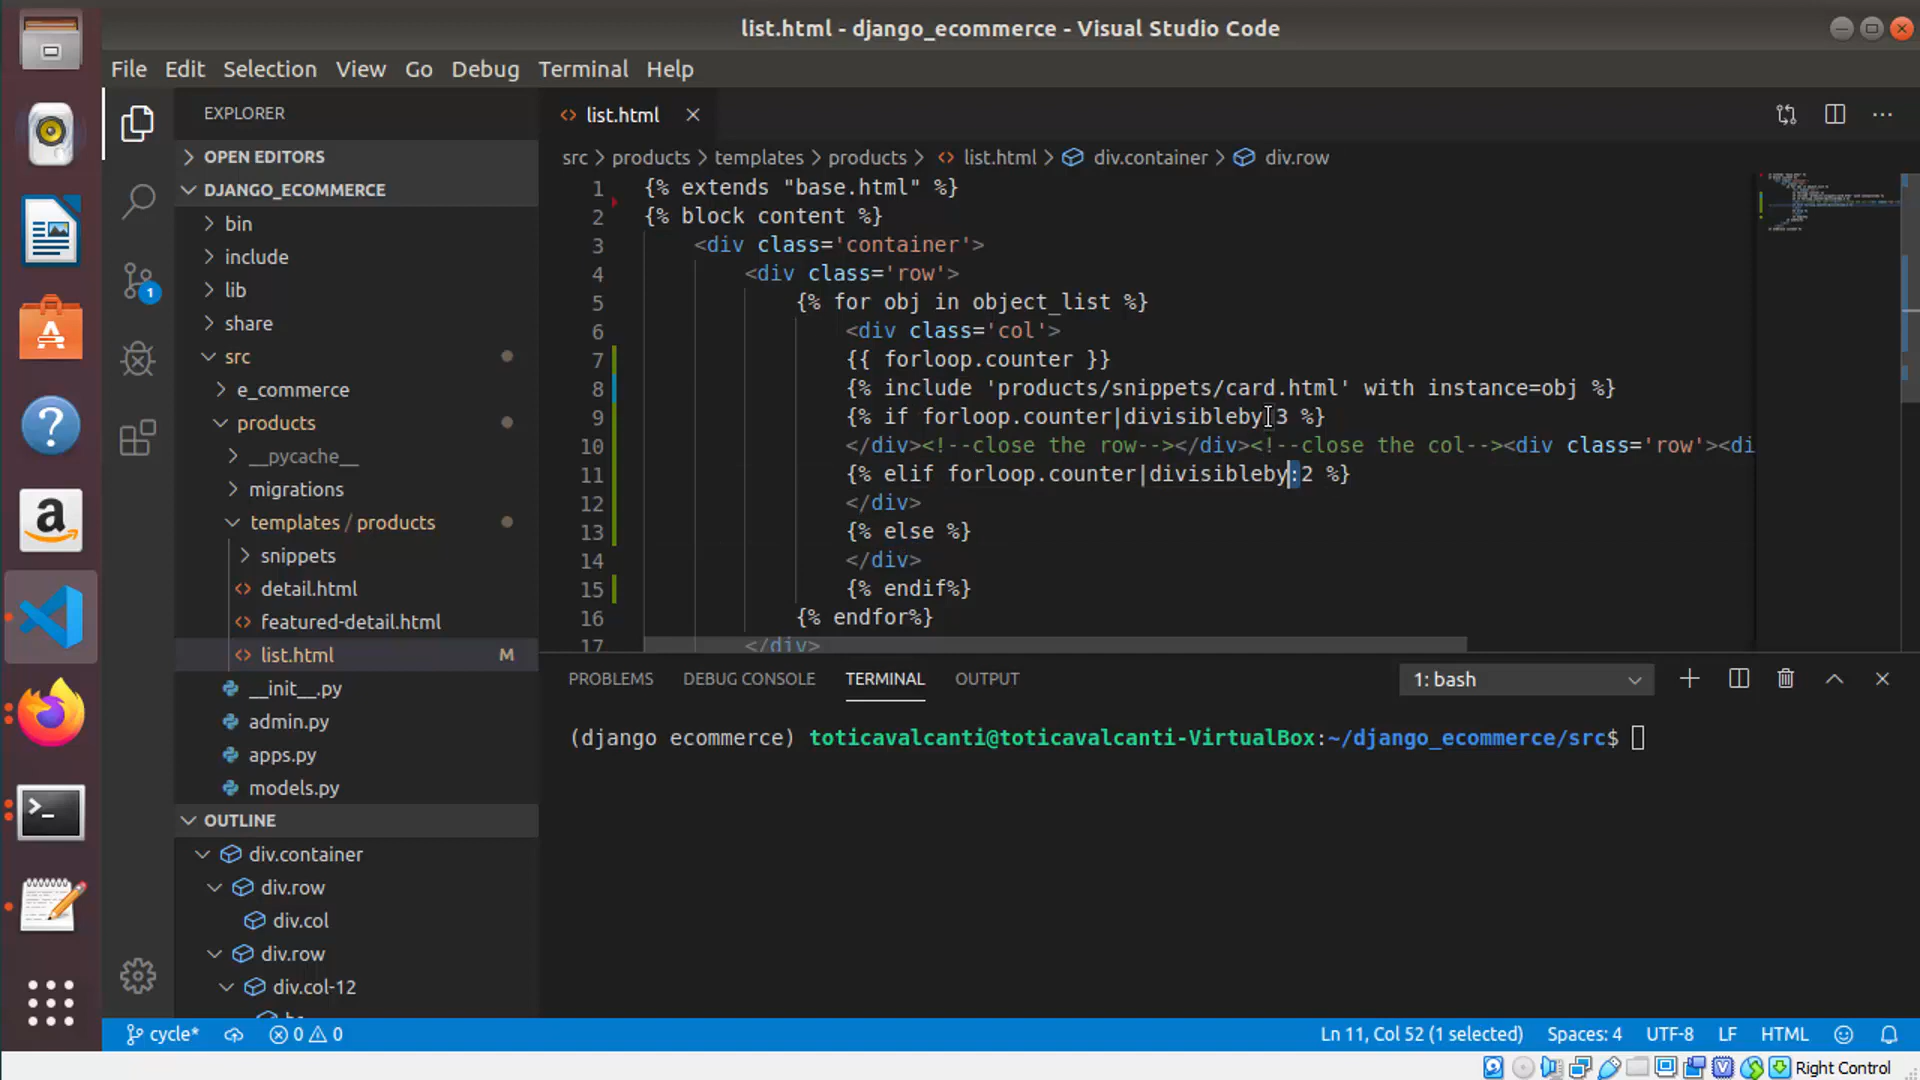 list.html - django_ecommerce - Visual Studio Code
File Edit Selection View Go Debug Terminal Help
EXPLORER
OPEN EDITORS
DJANGO_ECOMMERCE
bin
include
lib
share
src
e_commerce
products
__pycache__
migrations
templates / products
snippets
detail.html
featured-detail.html
list.html M
__init__.py
admin.py
apps.py
models.py
OUTLINE
div.container
div.row
div.col
div.row
div.col-12
list.html
src > products > templates > products > list.html > div.container > div.row
1 {% extends "base.html" %}
2 {% block content %}
3 <div class='container'>
4 <div class='row'>
5 {% for obj in object_list %}
6 <div class='col'>
7 {{ forloop.counter }}
8 {% include 'products/snippets/card.html' with instance=obj %}
9 {% if forloop.counter|divisibleby:3 %}
10 </div><!--close the row--></div><!--close the col--><div class='row'><di
11 {% elif forloop.counter|divisibleby:2 %}
12 </div>
13 {% else %}
14 </div>
15 {% endif%}
16 {% endfor%}
17 </div>
PROBLEMS DEBUG CONSOLE TERMINAL OUTPUT 1: bash
(django ecommerce) toticavalcanti@toticavalcanti-VirtualBox:~/django_ecommerce/src$
1
cycle* 0 0 Ln 11, Col 52 (1 selected) Spaces: 4 UTF-8 LF HTML
Right Control